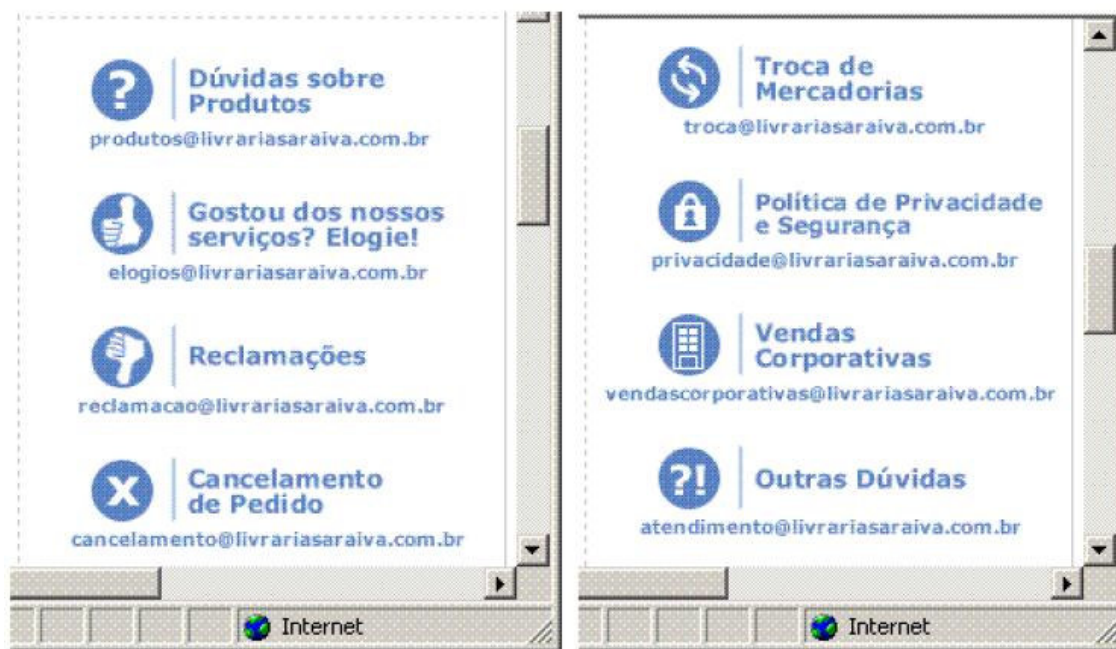 ?
Dúvidas sobre
Produtos
produtos@livrariasaraiva.com.br
Gostou dos nossos
serviços? Elogie!
elogios@livrariasaraiva.com.br
Reclamações
reclamacao@livrariasaraiva.com.br
X
Cancelamento
de Pedido
cancelamento@livrariasaraiva.com.br
Internet
Troca de
Mercadorias
troca@livrariasaraiva.com.br
Política de Privacidade
e Segurança
privacidade@livrariasaraiva.com.br
Vendas
Corporativas
vendascorporativas@livrariasaraiva.com.br
?!
Outras Dúvidas
atendimento@livrariasaraiva.com.br
Internet